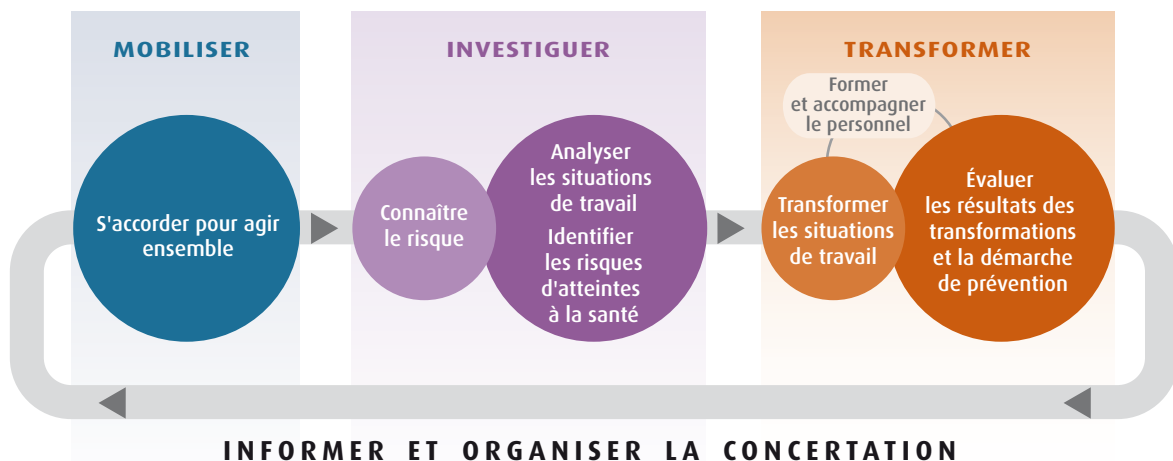 MOBILISER
S'accorder pour agir
ensemble
INVESTIGUER
Connaître
le risque
Analyser
les situations
de travail
Identifier
les risques
d'atteintes
à la santé
TRANSFORMER
Former
et accompagner
le personnel
Transformer
les situations
de travail
Évaluer
les résultats des
transformations
et la démarche
de prévention
INFORMER ET ORGANISER LA CONCERTATION